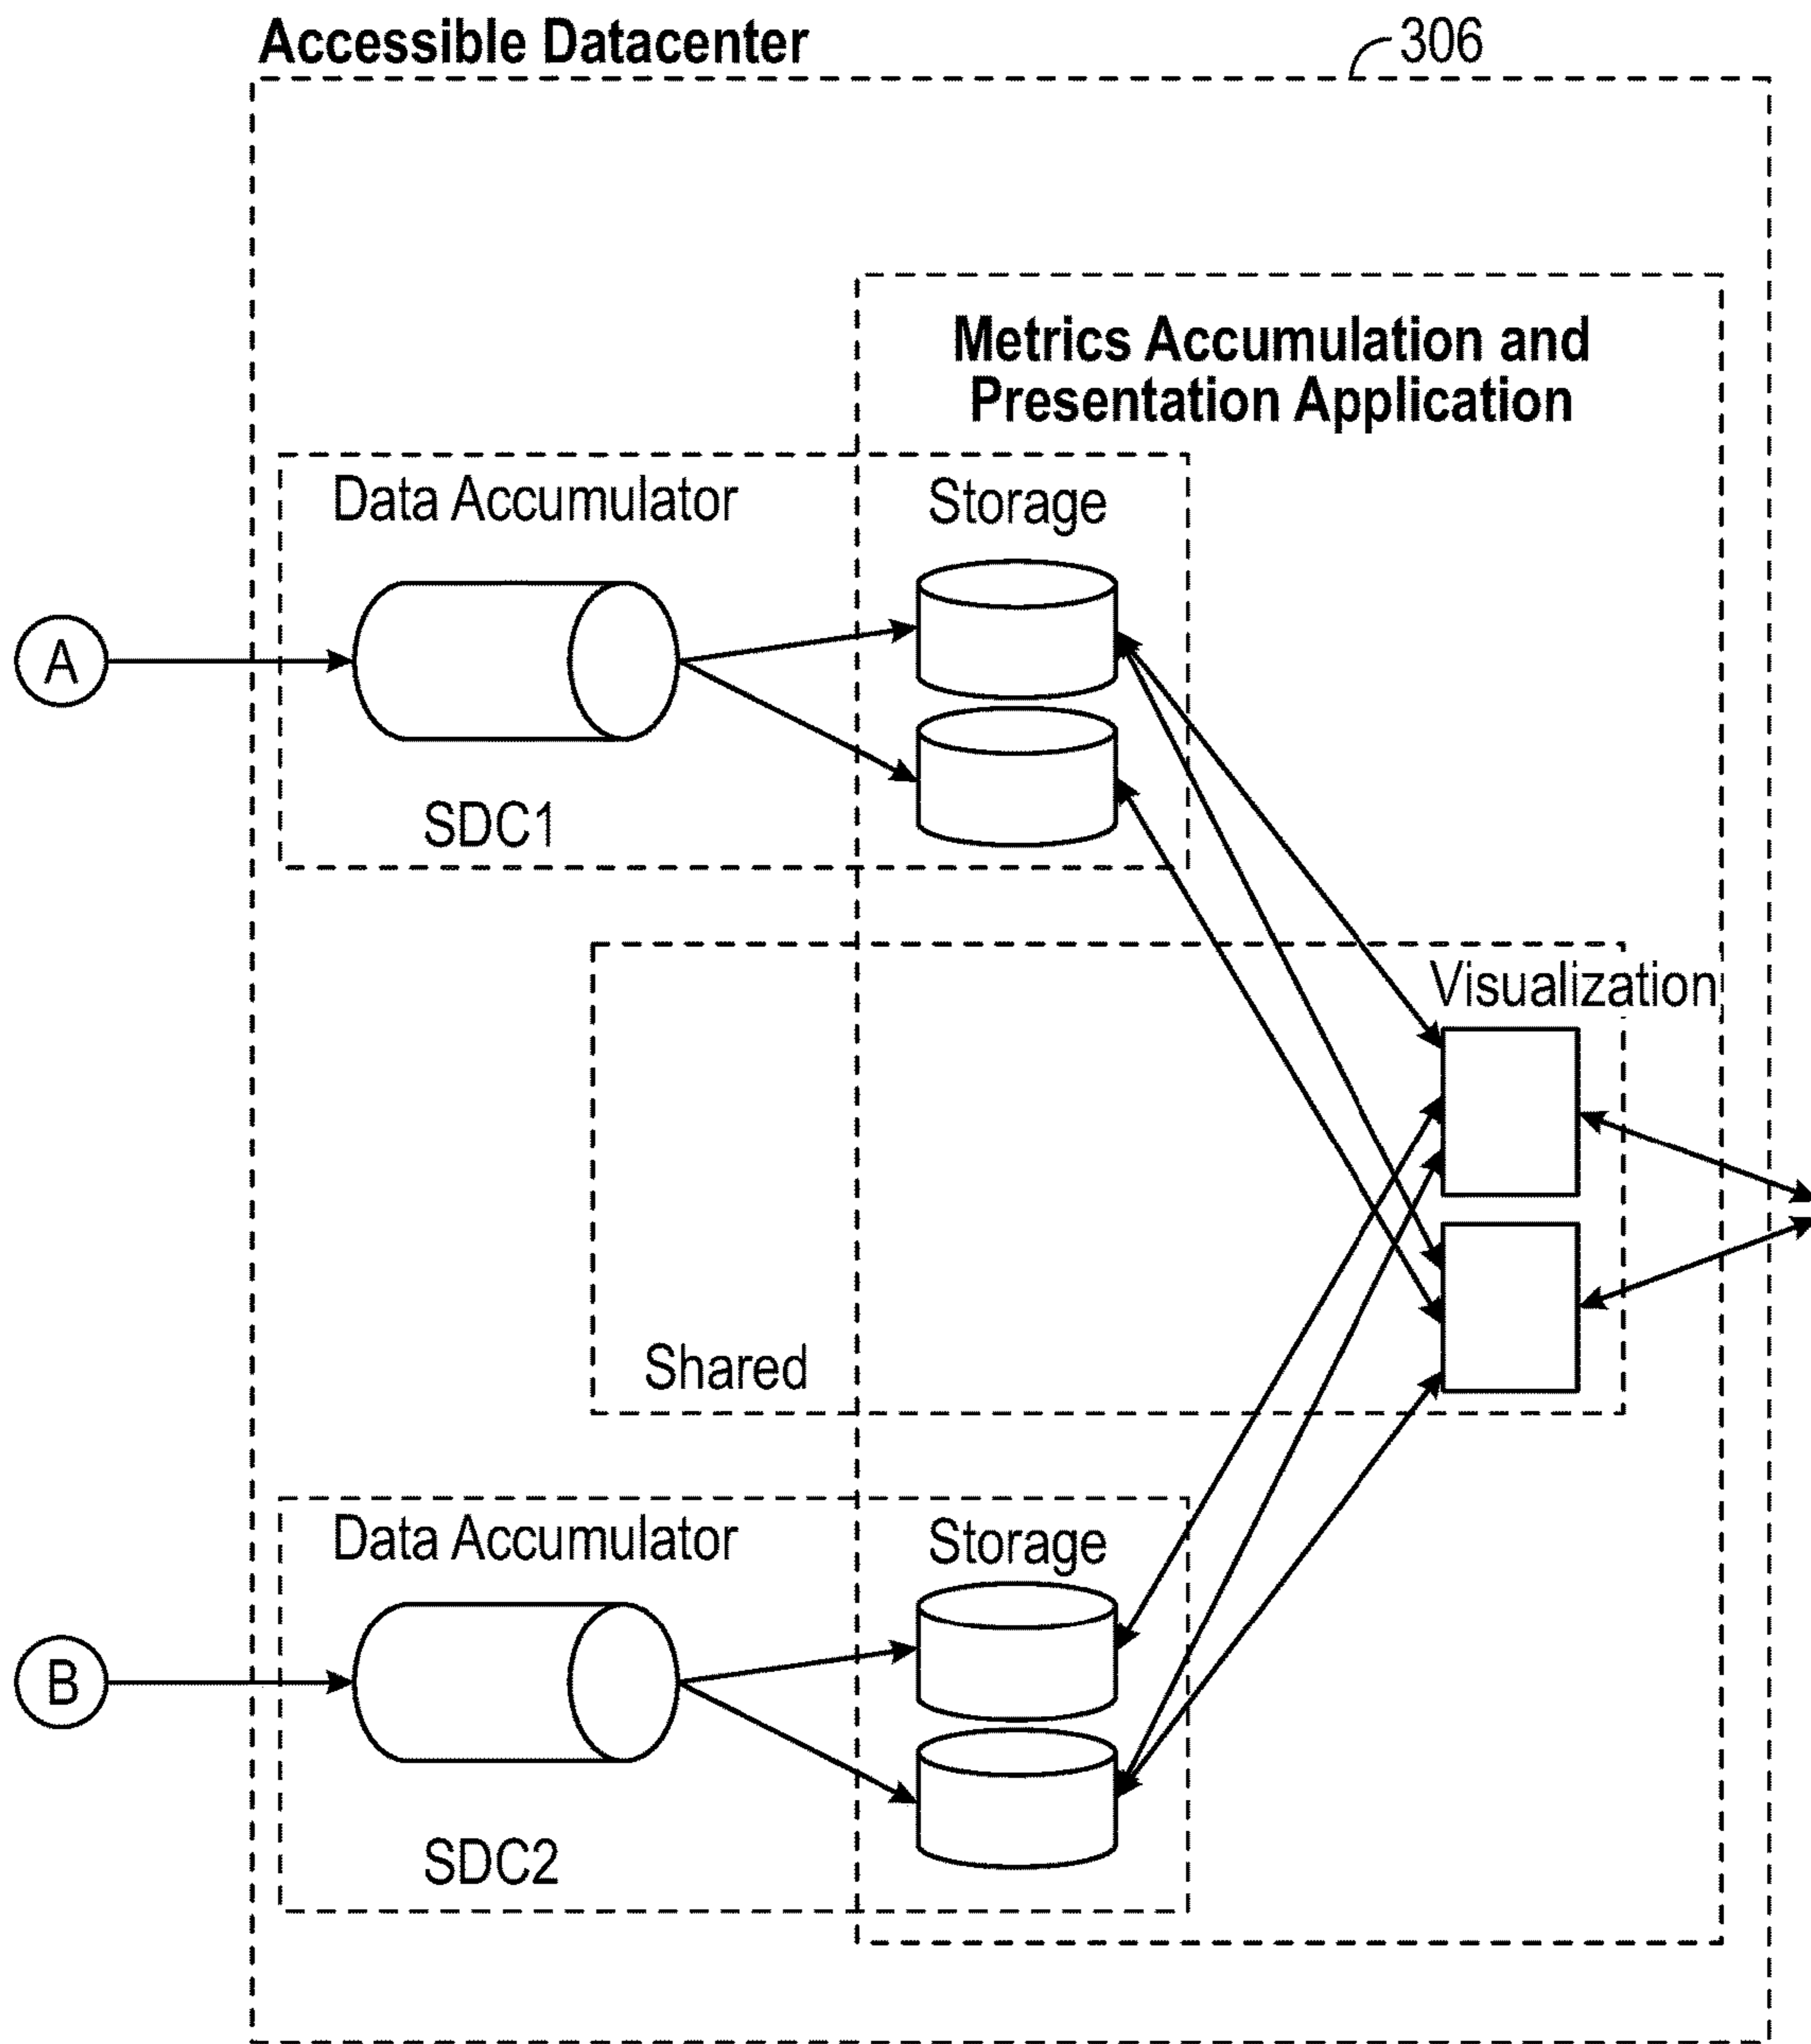 Accessible Datacenter
306
Metrics Accumulation and
Presentation Application
Data Accumulator
Storage
A
SDC1
Visualization
Shared
Data Accumulator
Storage
B
SDC2